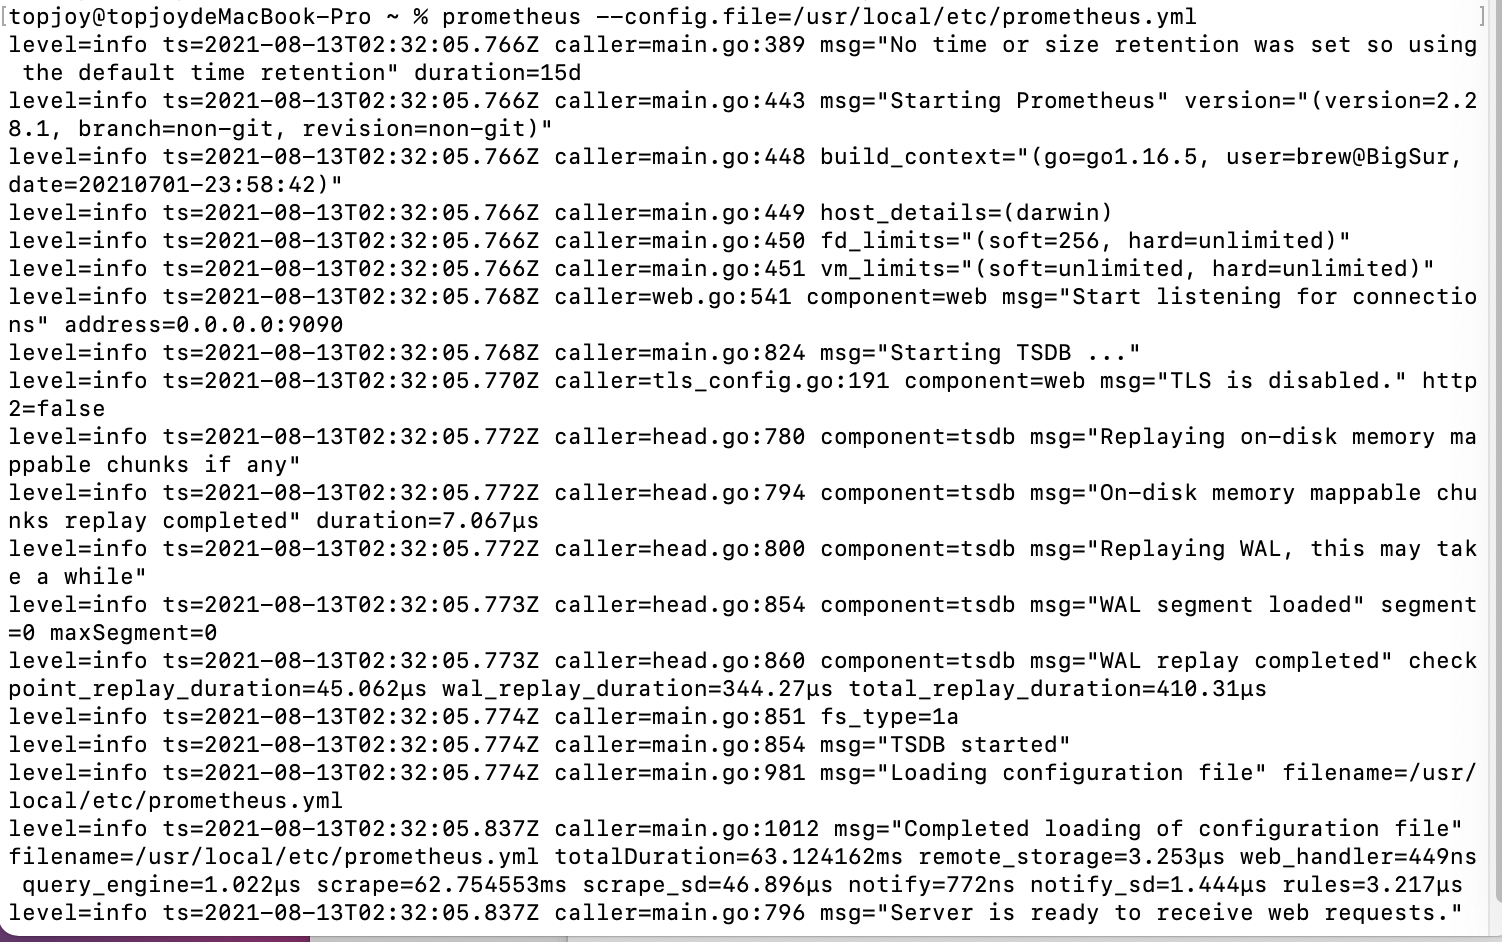 [topjoy@topjoydeMacBook-Pro ~ % prometheus --config.file=/usr/local/etc/prometheus.yml ]
level=info ts=2021-08-13T02:32:05.766Z caller=main.go:389 msg="No time or size retention was set so using
 the default time retention" duration=15d
level=info ts=2021-08-13T02:32:05.766Z caller=main.go:443 msg="Starting Prometheus" version="(version=2.2
8.1, branch=non-git, revision=non-git)"
level=info ts=2021-08-13T02:32:05.766Z caller=main.go:448 build_context="(go=go1.16.5, user=brew@BigSur,
date=20210701-23:58:42)"
level=info ts=2021-08-13T02:32:05.766Z caller=main.go:449 host_details=(darwin)
level=info ts=2021-08-13T02:32:05.766Z caller=main.go:450 fd_limits="(soft=256, hard=unlimited)"
level=info ts=2021-08-13T02:32:05.766Z caller=main.go:451 vm_limits="(soft=unlimited, hard=unlimited)"
level=info ts=2021-08-13T02:32:05.768Z caller=web.go:541 component=web msg="Start listening for connectio
ns" address=0.0.0.0:9090
level=info ts=2021-08-13T02:32:05.768Z caller=main.go:824 msg="Starting TSDB ..."
level=info ts=2021-08-13T02:32:05.770Z caller=tls_config.go:191 component=web msg="TLS is disabled." http
2=false
level=info ts=2021-08-13T02:32:05.772Z caller=head.go:780 component=tsdb msg="Replaying on-disk memory ma
ppable chunks if any"
level=info ts=2021-08-13T02:32:05.772Z caller=head.go:794 component=tsdb msg="On-disk memory mappable chu
nks replay completed" duration=7.067µs
level=info ts=2021-08-13T02:32:05.772Z caller=head.go:800 component=tsdb msg="Replaying WAL, this may tak
e a while"
level=info ts=2021-08-13T02:32:05.773Z caller=head.go:854 component=tsdb msg="WAL segment loaded" segment
=0 maxSegment=0
level=info ts=2021-08-13T02:32:05.773Z caller=head.go:860 component=tsdb msg="WAL replay completed" check
point_replay_duration=45.062µs wal_replay_duration=344.27µs total_replay_duration=410.31µs
level=info ts=2021-08-13T02:32:05.774Z caller=main.go:851 fs_type=1a
level=info ts=2021-08-13T02:32:05.774Z caller=main.go:854 msg="TSDB started"
level=info ts=2021-08-13T02:32:05.774Z caller=main.go:981 msg="Loading configuration file" filename=/usr/
local/etc/prometheus.yml
level=info ts=2021-08-13T02:32:05.837Z caller=main.go:1012 msg="Completed loading of configuration file"
filename=/usr/local/etc/prometheus.yml totalDuration=63.124162ms remote_storage=3.253µs web_handler=449ns
 query_engine=1.022µs scrape=62.754553ms scrape_sd=46.896µs notify=772ns notify_sd=1.444µs rules=3.217µs
level=info ts=2021-08-13T02:32:05.837Z caller=main.go:796 msg="Server is ready to receive web requests."